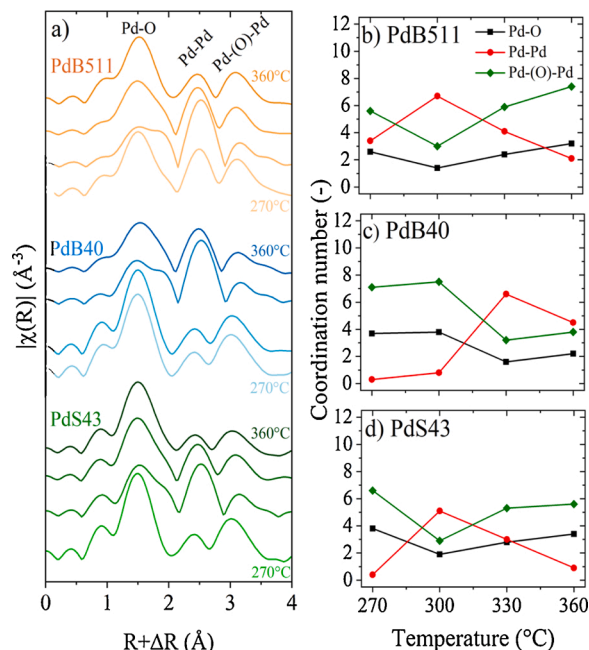 a)
Pd-O
Pd-Pd
Pd-(O)-Pd
PdB511
360°C
270°C
PdB40
360°C
270°C
PdS43
360°C
270°C
|χ(R)| (Å⁻³)
0 1 2 3 4
R+ΔR (Å)
b) PdB511
Pd-O
Pd-Pd
Pd-(O)-Pd
12
10
8
6
4
2
0
c) PdB40
12
10
8
6
4
2
0
d) PdS43
12
10
8
6
4
2
0
Coordination number (-)
270 300 330 360
Temperature (°C)